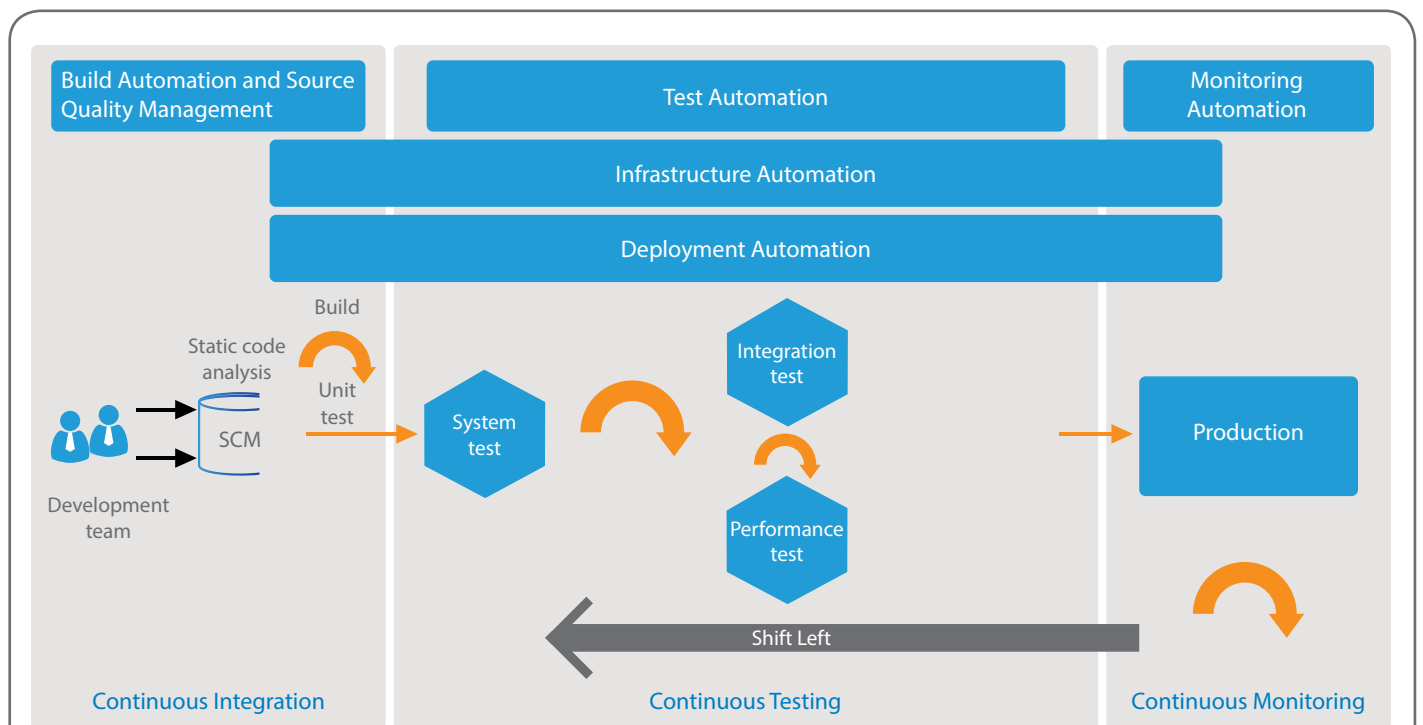 Build Automation and Source
Quality Management
Test Automation
Monitoring
Automation
Infrastructure Automation
Deployment Automation
Build
Static code
analysis
Unit
test
SCM
Development
team
System
test
Integration
test
Performance
test
Production
Shift Left
Continuous Integration
Continuous Testing
Continuous Monitoring